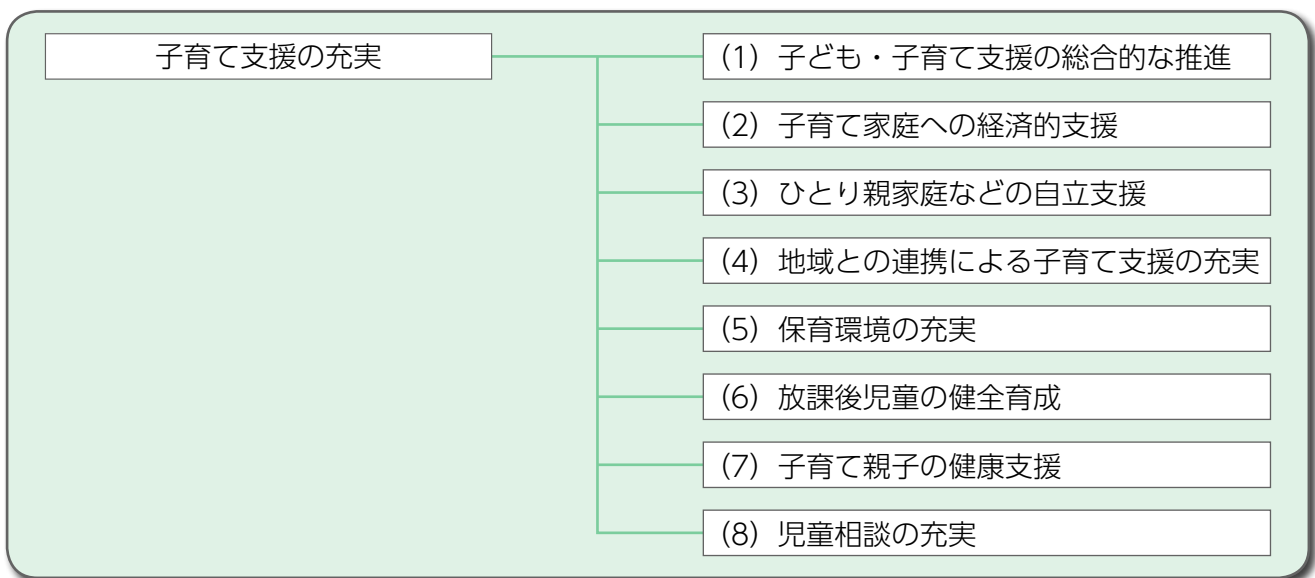 子育て支援の充実
(1) 子ども・子育て支援の総合的な推進
(2) 子育て家庭への経済的支援
(3) ひとり親家庭などの自立支援
(4) 地域との連携による子育て支援の充実
(5) 保育環境の充実
(6) 放課後児童の健全育成
(7) 子育て親子の健康支援
(8) 児童相談の充実